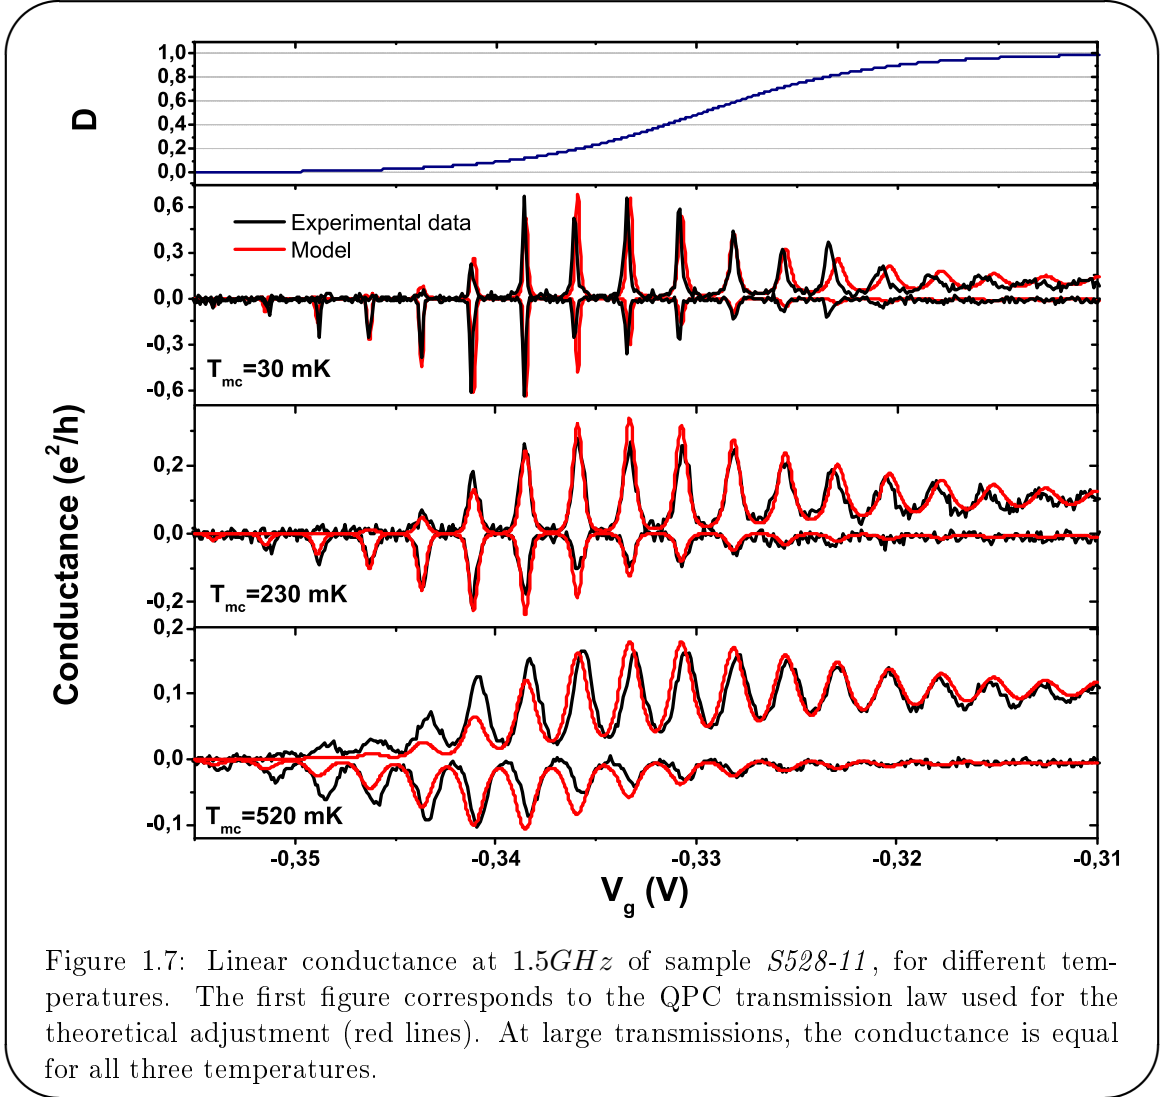 D
1,0
0,8
0,6
0,4
0,2
0,0
0,6
0,3
0,0
-0,3
-0,6
Experimental data
Model
Tmc=30 mK
Conductance (e²/h)
0,2
0,0
-0,2
Tmc=230 mK
0,2
0,1
0,0
-0,1
Tmc=520 mK
-0,35 -0,34 -0,33 -0,32 -0,31
Vg (V)
Figure 1.7: Linear conductance at 1.5GHz of sample S528-11, for different tem-
peratures. The first figure corresponds to the QPC transmission law used for the
theoretical adjustment (red lines). At large transmissions, the conductance is equal
for all three temperatures.